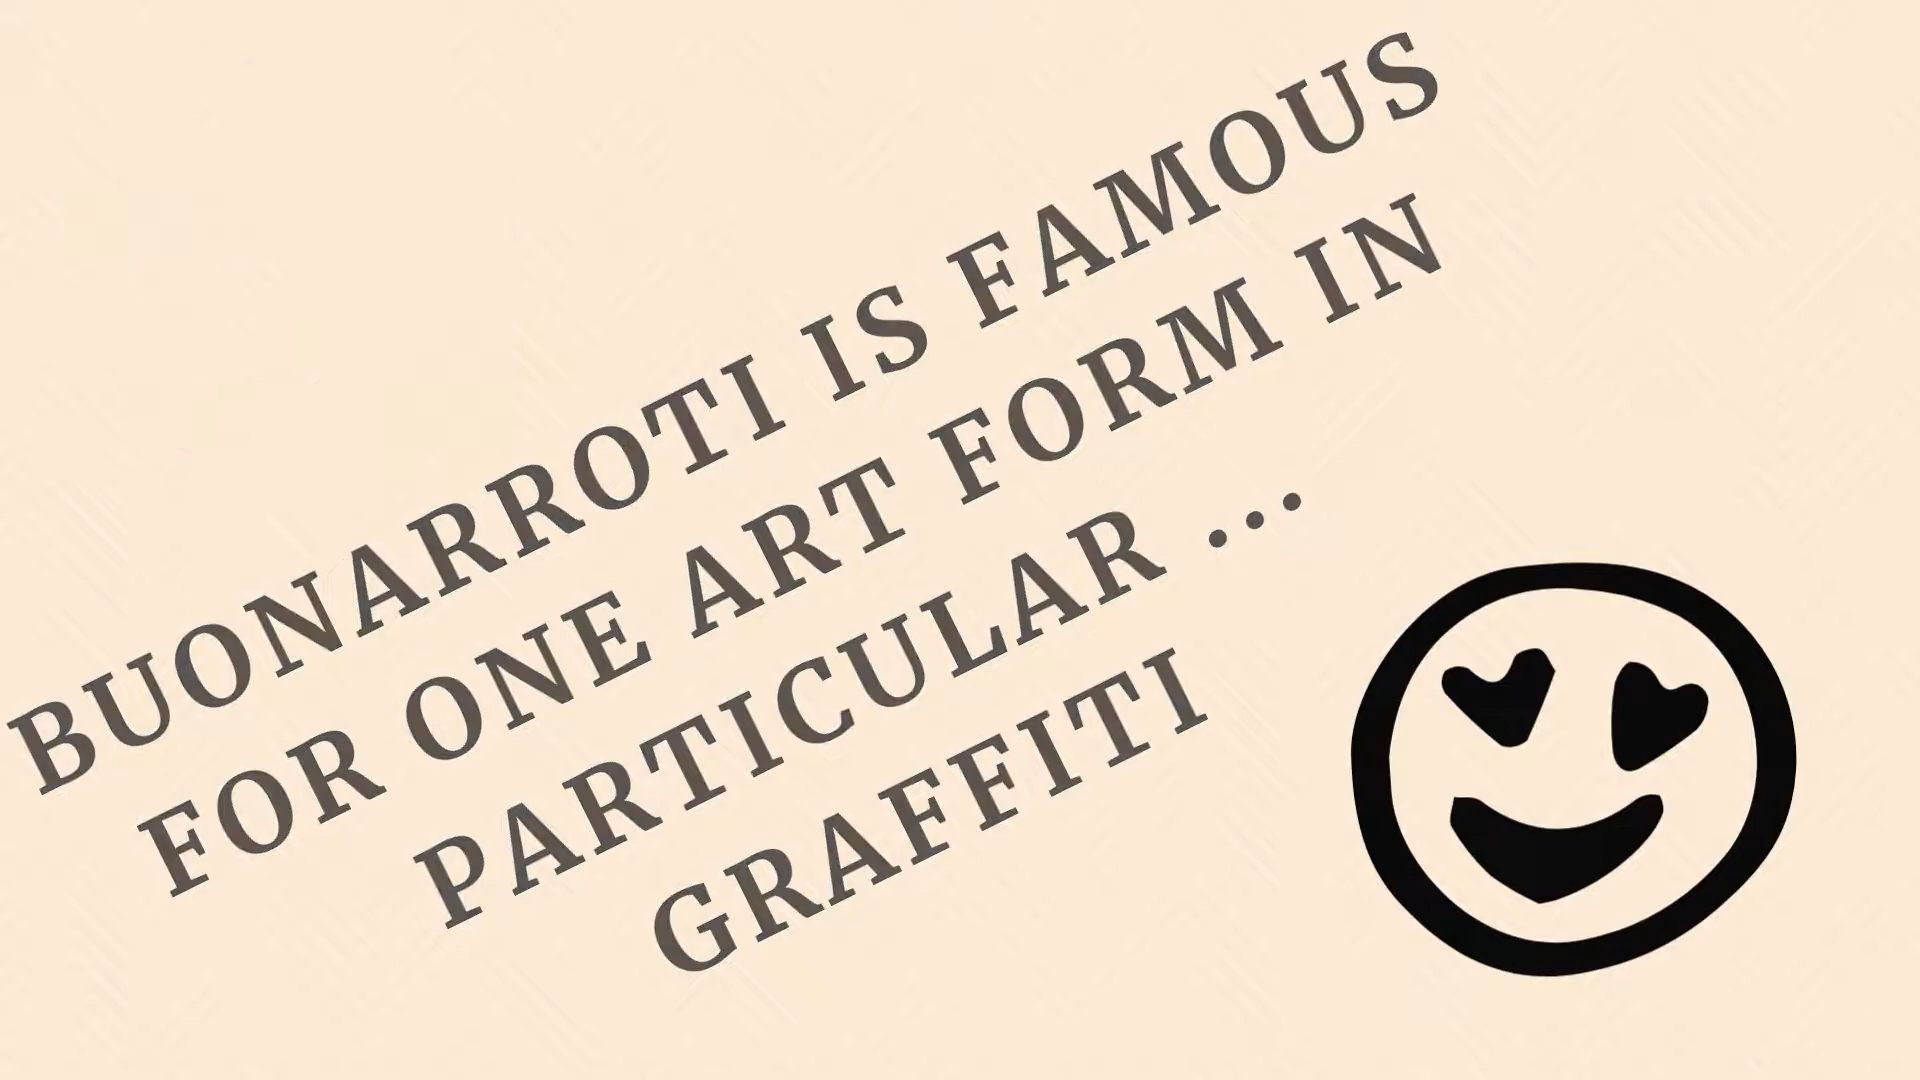 BUONARROTI IS FAMOUS
FOR ONE ART FORM IN
PARTICULAR ...
GRAFFITI